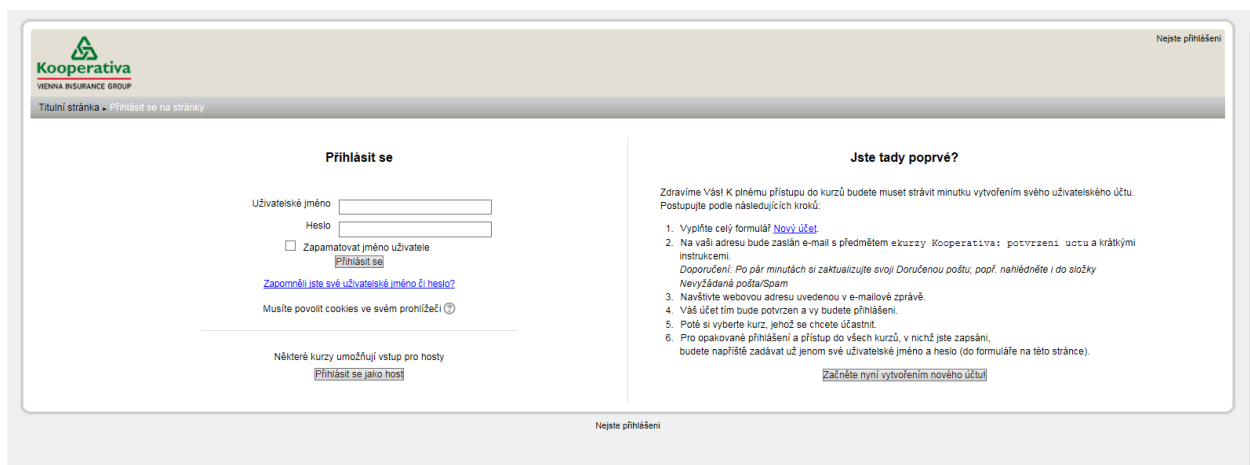 Nejste přihlášeni
Kooperativa
VIENNA INSURANCE GROUP
Titulní stránka ► Přihlásit se na stránky
Přihlásit se
Uživatelské jméno
Heslo
Zapamatovat jméno uživatele
Přihlásit se
Zapomněli jste své uživatelské jméno či heslo?
Musíte povolit cookies ve svém prohlížeči ?
Některé kurzy umožňují vstup pro hosty
Přihlásit se jako host
Jste tady poprvé?
Zdravíme Vás! K plnému přístupu do kurzů budete muset strávit minutku vytvořením svého uživatelského účtu.
Postupujte podle následujících kroků:
1. Vyplňte celý formulář Nový účet.
2. Na vaši adresu bude zaslán e-mail s předmětem ekurzy Kooperativa: potvrzeni uctu a krátkými
instrukcemi.
Doporučení: Po pár minutách si zaktualizujte svoji Doručenou poštu; popř. nahlédněte i do složky
Nevyžádaná pošta/Spam
3. Navštivte webovou adresu uvedenou v e-mailové zprávě.
4. Váš účet tím bude potvrzen a vy budete přihlášeni.
5. Poté si vyberte kurz, jehož se chcete účastnit.
6. Pro opakované přihlášení a přístup do všech kurzů, v nichž jste zapsáni,
budete napříště zadávat už jenom své uživatelské jméno a heslo (do formuláře na této stránce).
Začněte nyní vytvořením nového účtu!
Nejste přihlášeni